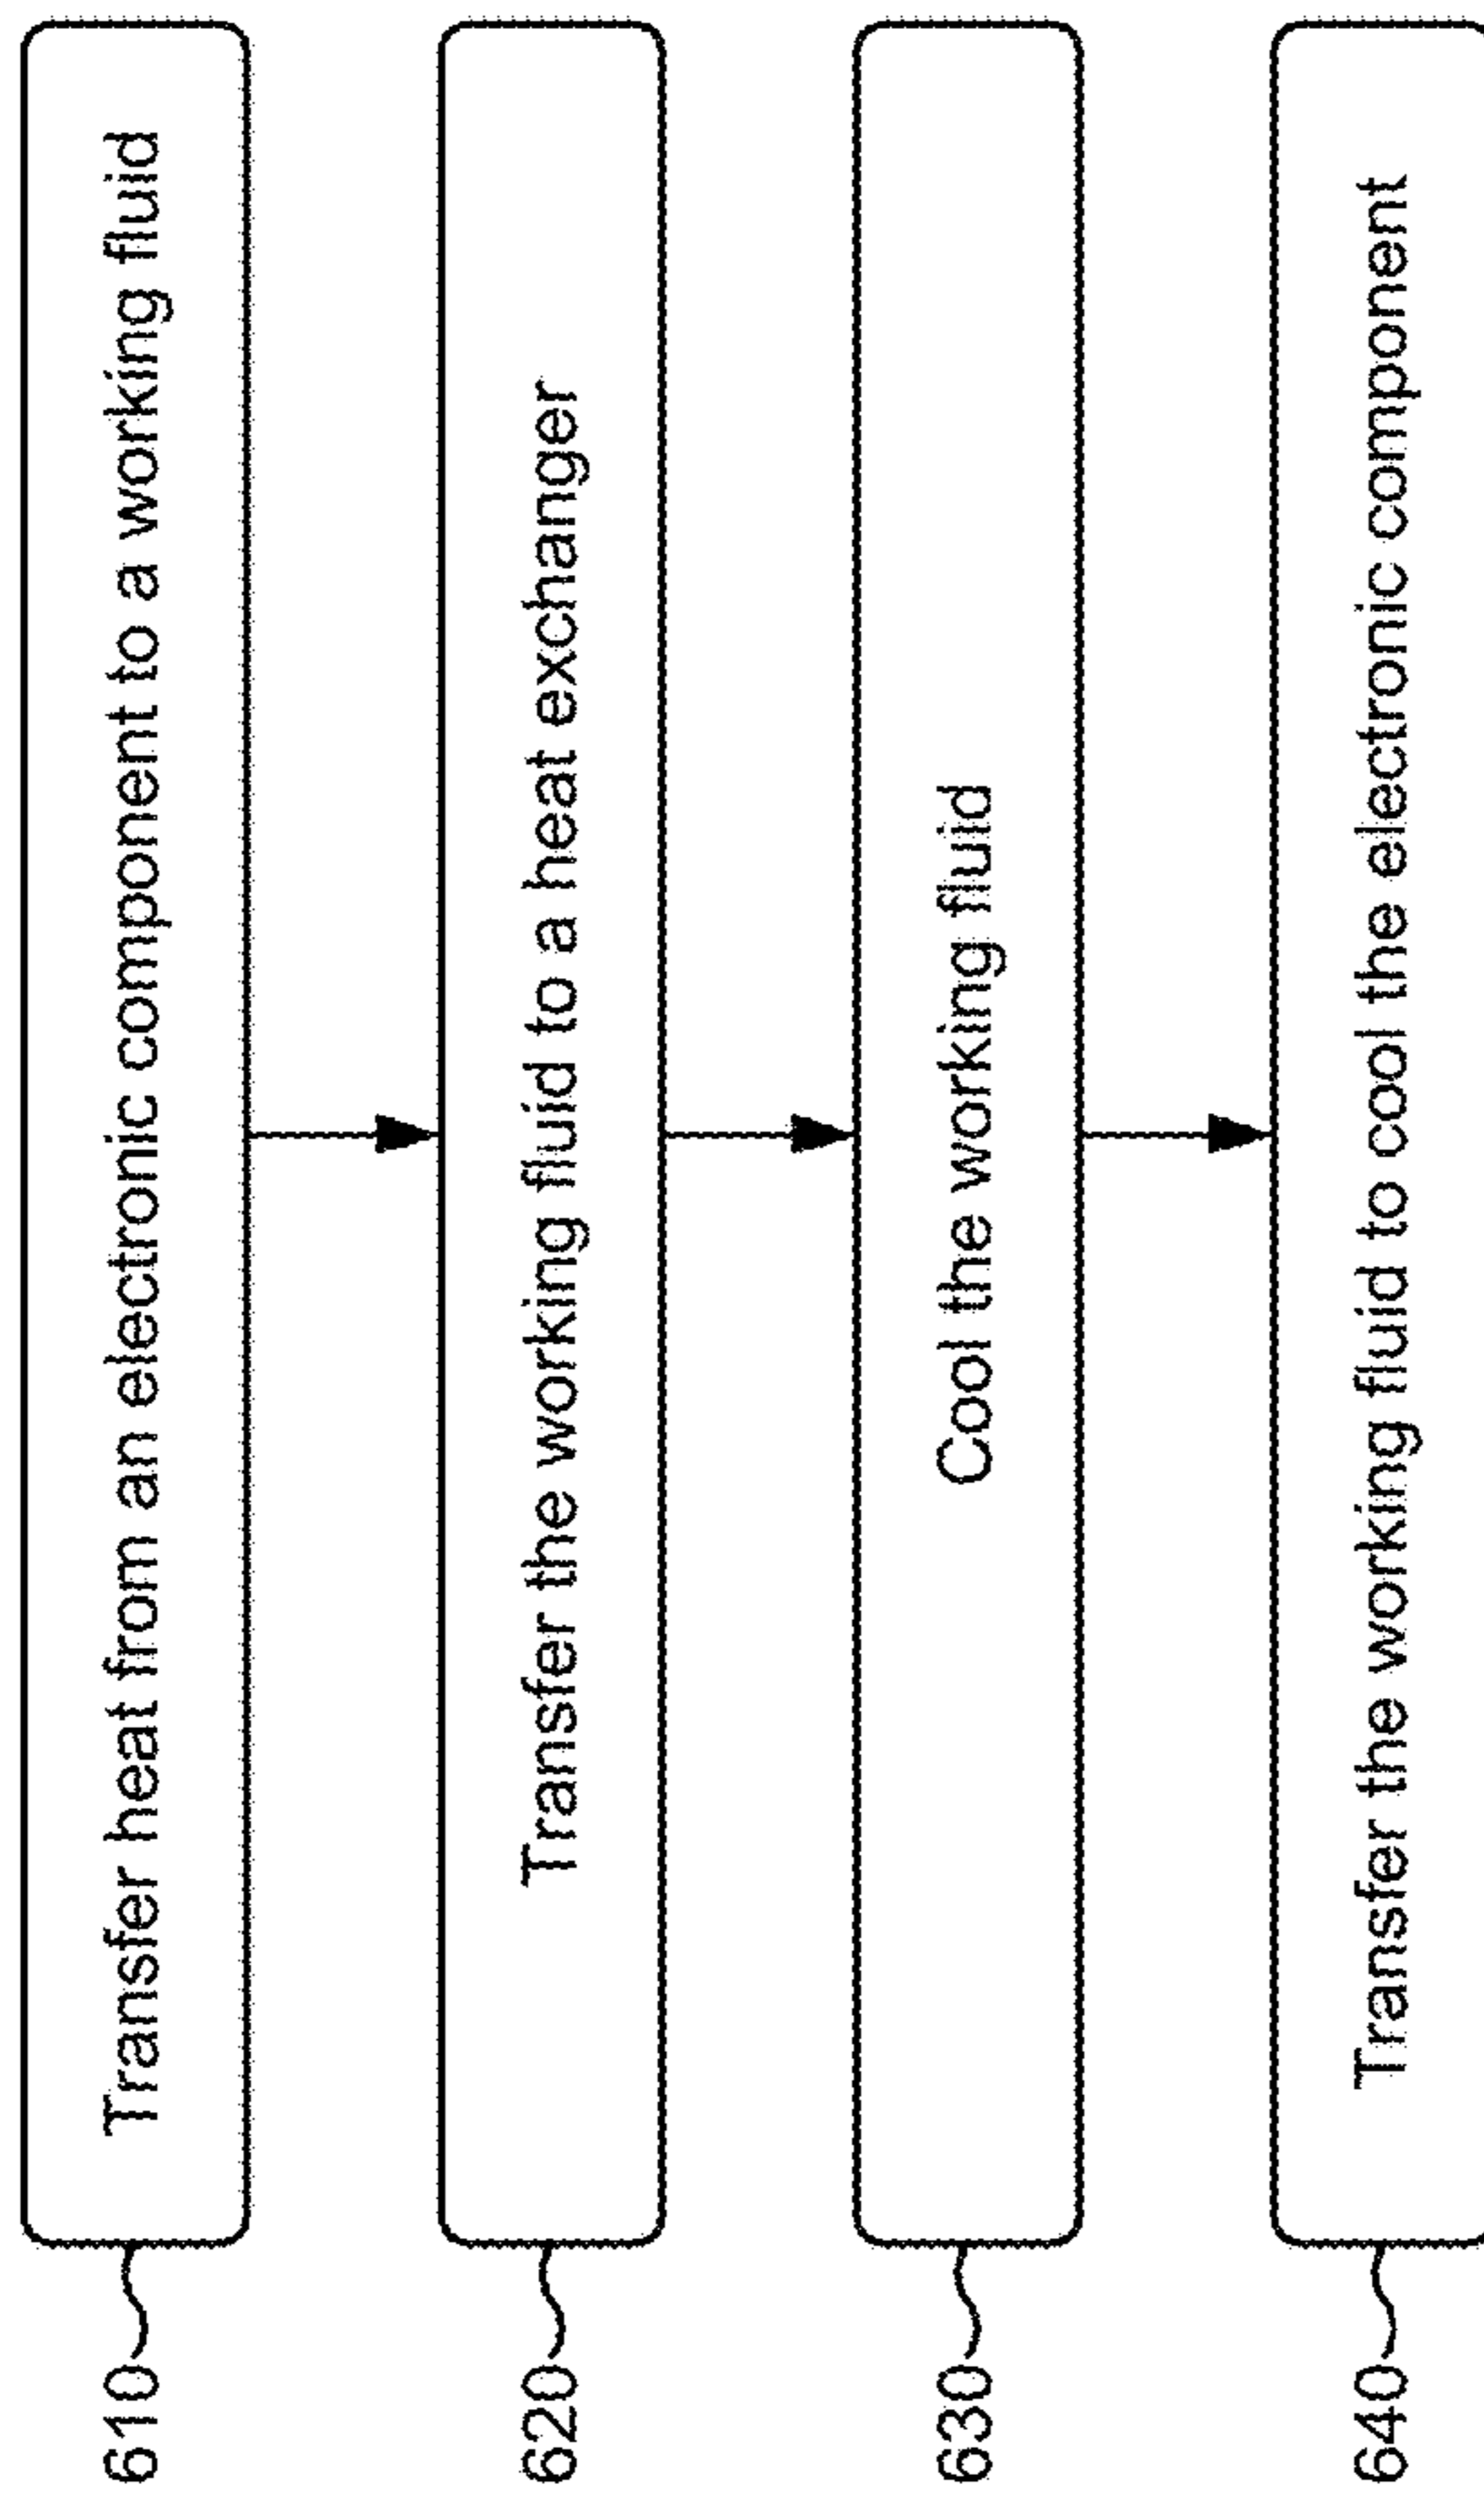 610
Transfer heat from an electronic component to a working fluid
620
Transfer the working fluid to a heat exchanger
630
Cool the working fluid
640
Transfer the working fluid to cool the electronic component